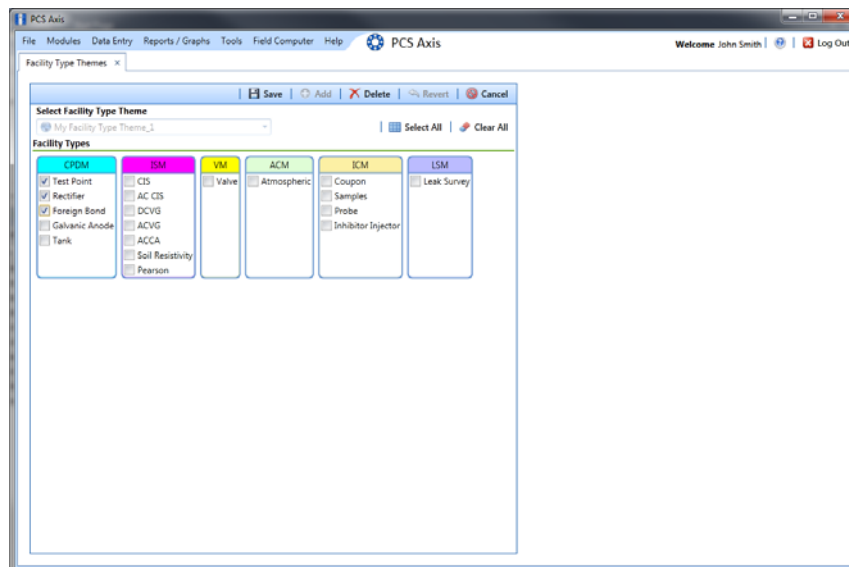 PCS Axis
File Modules Data Entry Reports / Graphs Tools Field Computer Help PCS Axis Welcome John Smith | | Log Out
Facility Type Themes ×
| Save | Add | Delete | Revert | Cancel
Select Facility Type Theme
My Facility Type Theme_1 | Select All | Clear All
Facility Types
CPDM ISM VM ACM ICM LSM
Test Point CIS Valve Atmospheric Coupon Leak Survey
Rectifier AC CIS Samples
Foreign Bond DCVG Probe
Galvanic Anode ACVG Inhibitor Injector
Tank ACCA
Soil Resistivity
Pearson